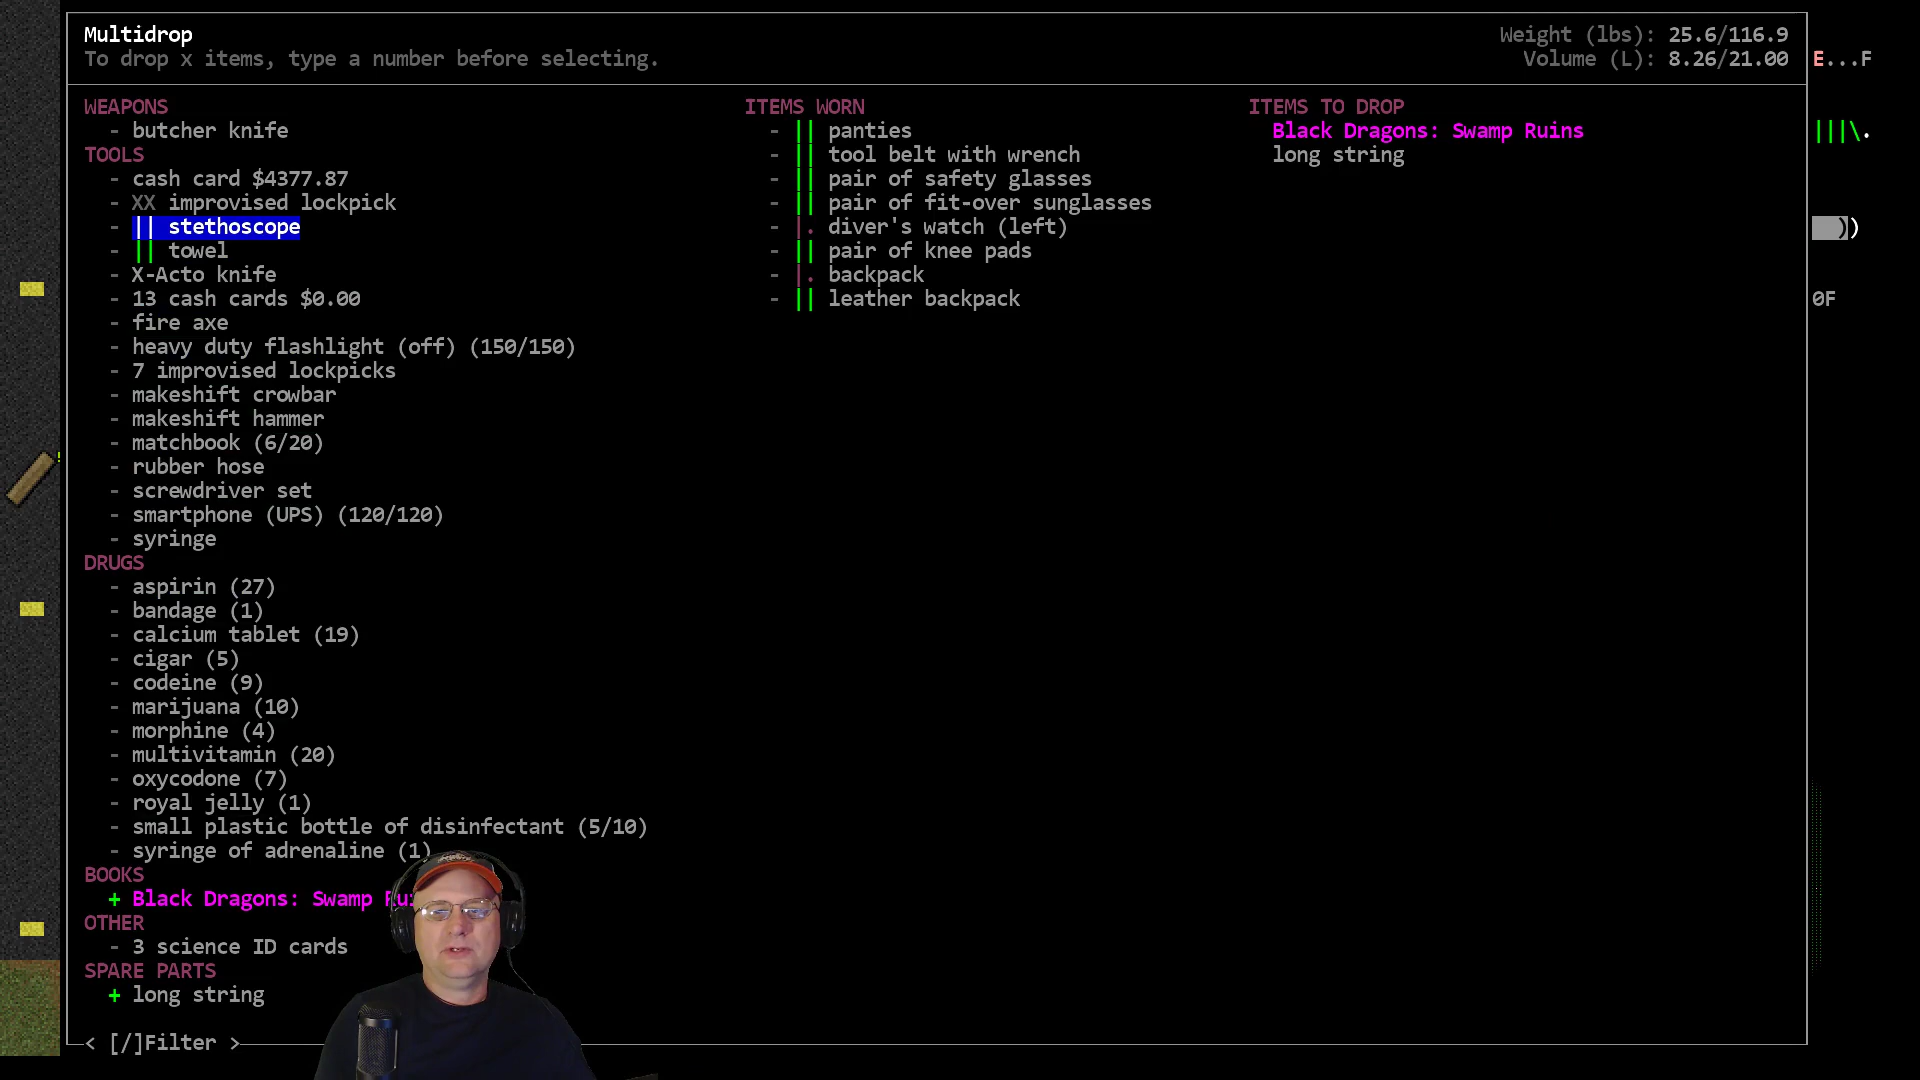 Multidrop
To drop x items, type a number before selecting.
Weight (lbs): 25.6/116.9
Volume (L): 8.26/21.00
E...F
WEAPONS
- butcher knife
TOOLS
- cash card $4377.87
- XX improvised lockpick
- || stethoscope
- || towel
- X-Acto knife
- 13 cash cards $0.00
- fire axe
- heavy duty flashlight (off) (150/150)
- 7 improvised lockpicks
- makeshift crowbar
- makeshift hammer
- matchbook (6/20)
- rubber hose
- screwdriver set
- smartphone (UPS) (120/120)
- syringe
DRUGS
- aspirin (27)
- bandage (1)
- calcium tablet (19)
- cigar (5)
- codeine (9)
- marijuana (10)
- morphine (4)
- multivitamin (20)
- oxycodone (7)
- royal jelly (1)
- small plastic bottle of disinfectant (5/10)
- syringe of adrenaline (1)
BOOKS
+ Black Dragons: Swamp
OTHER
- 3 science ID cards
SPARE PARTS
+ long string
< [/]Filter >
ITEMS WORN
- || panties
- || tool belt with wrench
- || pair of safety glasses
- || pair of fit-over sunglasses
- |. diver's watch (left)
- || pair of knee pads
- |. backpack
- || leather backpack
ITEMS TO DROP
Black Dragons: Swamp Ruins
long string
|||\.
))
0F